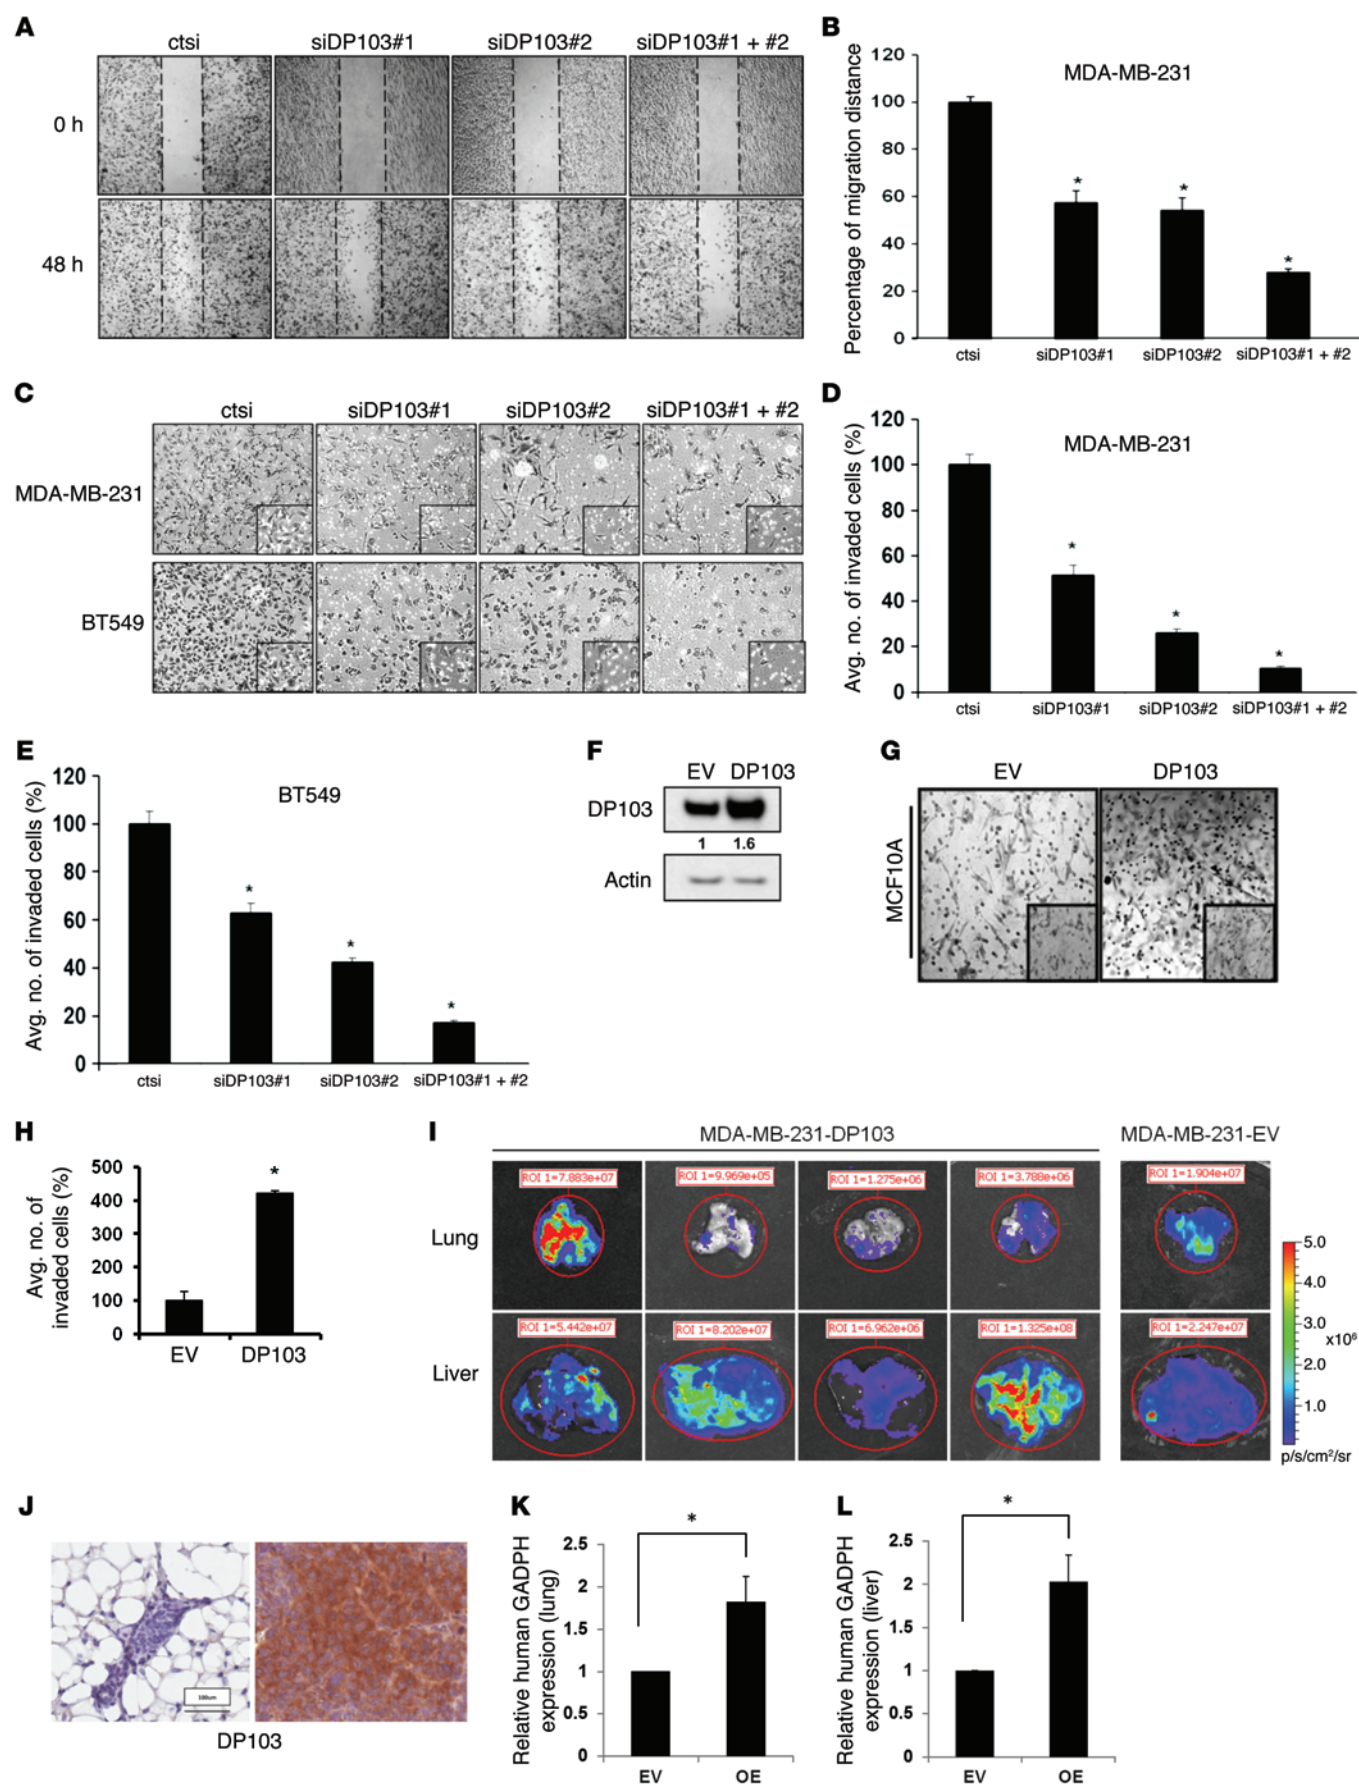 A
ctsi siDP103#1 siDP103#2 siDP103#1 + #2
0 h
48 h
B
MDA-MB-231
Percentage of migration distance
120
100
80
60
40
20
0
* * *
ctsi siDP103#1 siDP103#2 siDP103#1 + #2
C
ctsi siDP103#1 siDP103#2 siDP103#1 + #2
MDA-MB-231
BT549
D
MDA-MB-231
Avg. no. of invaded cells (%)
120
100
80
60
40
20
0
* * *
ctsi siDP103#1 siDP103#2 siDP103#1 + #2
E
BT549
Avg. no. of invaded cells (%)
120
100
80
60
40
20
0
* * *
ctsi siDP103#1 siDP103#2 siDP103#1 + #2
F
EV DP103
DP103
1 1.6
Actin
G
EV DP103
MCF10A
H
Avg. no. of
invaded cells (%)
500
400
300
200
100
0
*
EV DP103
I
MDA-MB-231-DP103 MDA-MB-231-EV
Lung
ROI 1=7.883e+07 ROI 1=9.969e+05 ROI 1=1.275e+06 ROI 1=3.788e+06 ROI 1=1.904e+07
Liver
ROI 1=5.442e+07 ROI 1=8.202e+07 ROI 1=6.962e+06 ROI 1=1.325e+08 ROI 1=2.247e+07
5.0
4.0
3.0
x10⁶
2.0
1.0
p/s/cm²/sr
J
100um
DP103
K
Relative human GADPH
expression (lung)
2.5
2
1.5
1
0.5
0
*
EV OE
L
Relative human GADPH
expression (liver)
2.5
2
1.5
1
0.5
0
*
EV OE